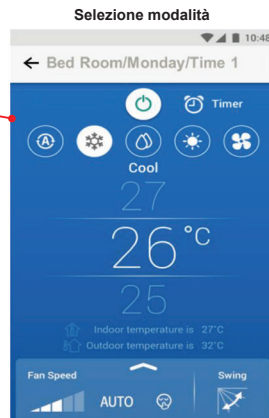 Selezione modalità
10:48
Bed Room/Monday/Time 1
Timer
A
Cool
27
26°C
25
Indoor temperature is 27°C
Outdoor temperature is 32°C
Fan Speed
Swing
AUTO